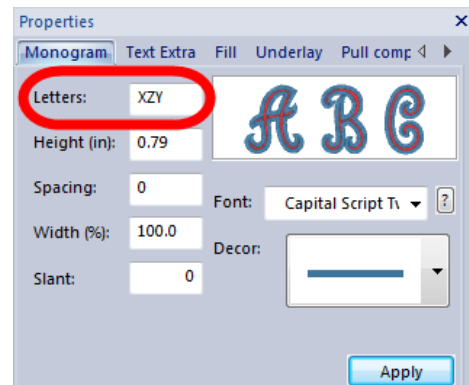 Properties
Monogram Text Extra Fill Underlay Pull comp
Letters: XZY
A B C
Height (in): 0.79
Spacing: 0
Font: Capital Script Tv ?
Width (%): 100.0
Decor:
Slant: 0
Apply